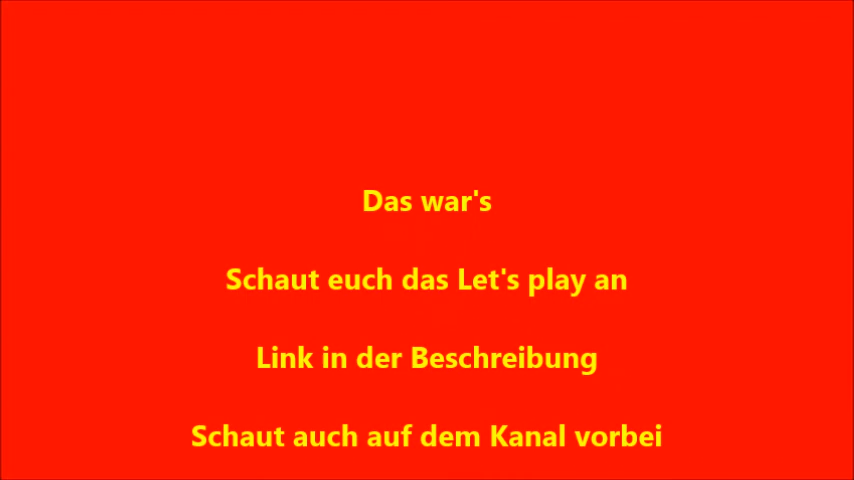 Das war's
Schaut euch das Let's play an
Link in der Beschreibung
Schaut auch auf dem Kanal vorbei